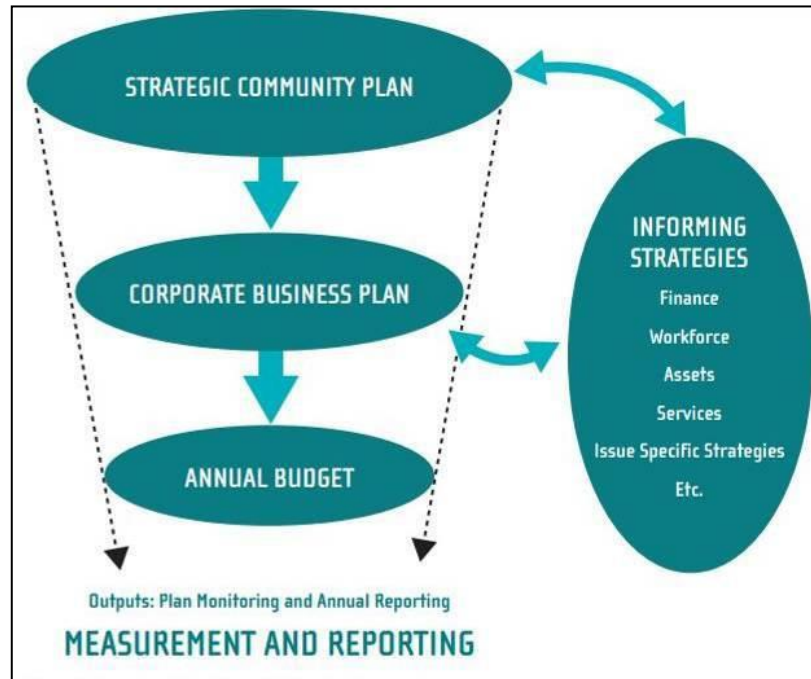 STRATEGIC COMMUNITY PLAN
CORPORATE BUSINESS PLAN
ANNUAL BUDGET
INFORMING
STRATEGIES
Finance
Workforce
Assets
Services
Issue Specific Strategies
Etc.
Outputs: Plan Monitoring and Annual Reporting
MEASUREMENT AND REPORTING